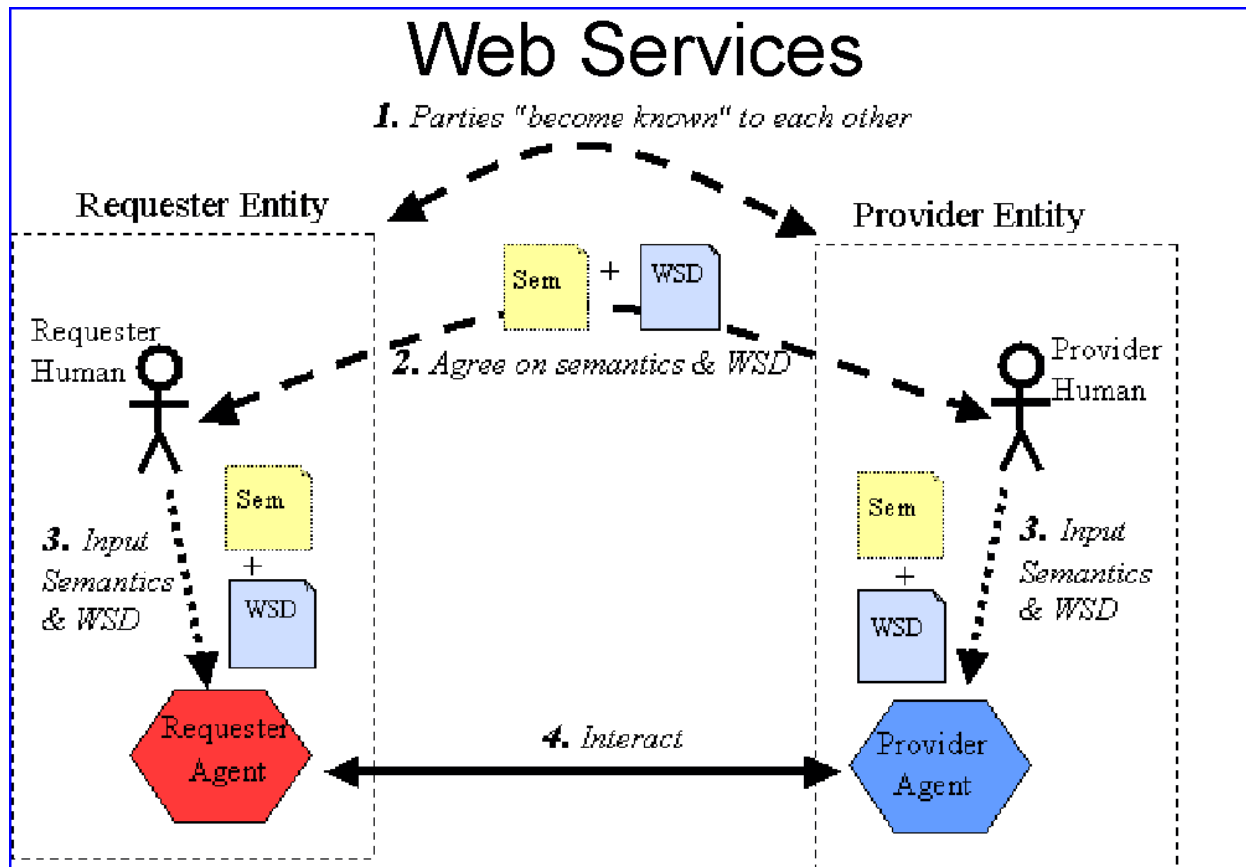 Web Services
1. Parties "become known" to each other
Requester Entity
Provider Entity
Sem
+
WSD
Requester
Human
Provider
Human
2. Agree on semantics & WSD
Sem
+
WSD
3. Input
Semantics
& WSD
Sem
+
WSD
3. Input
Semantics
& WSD
Requester
Agent
4. Interact
Provider
Agent